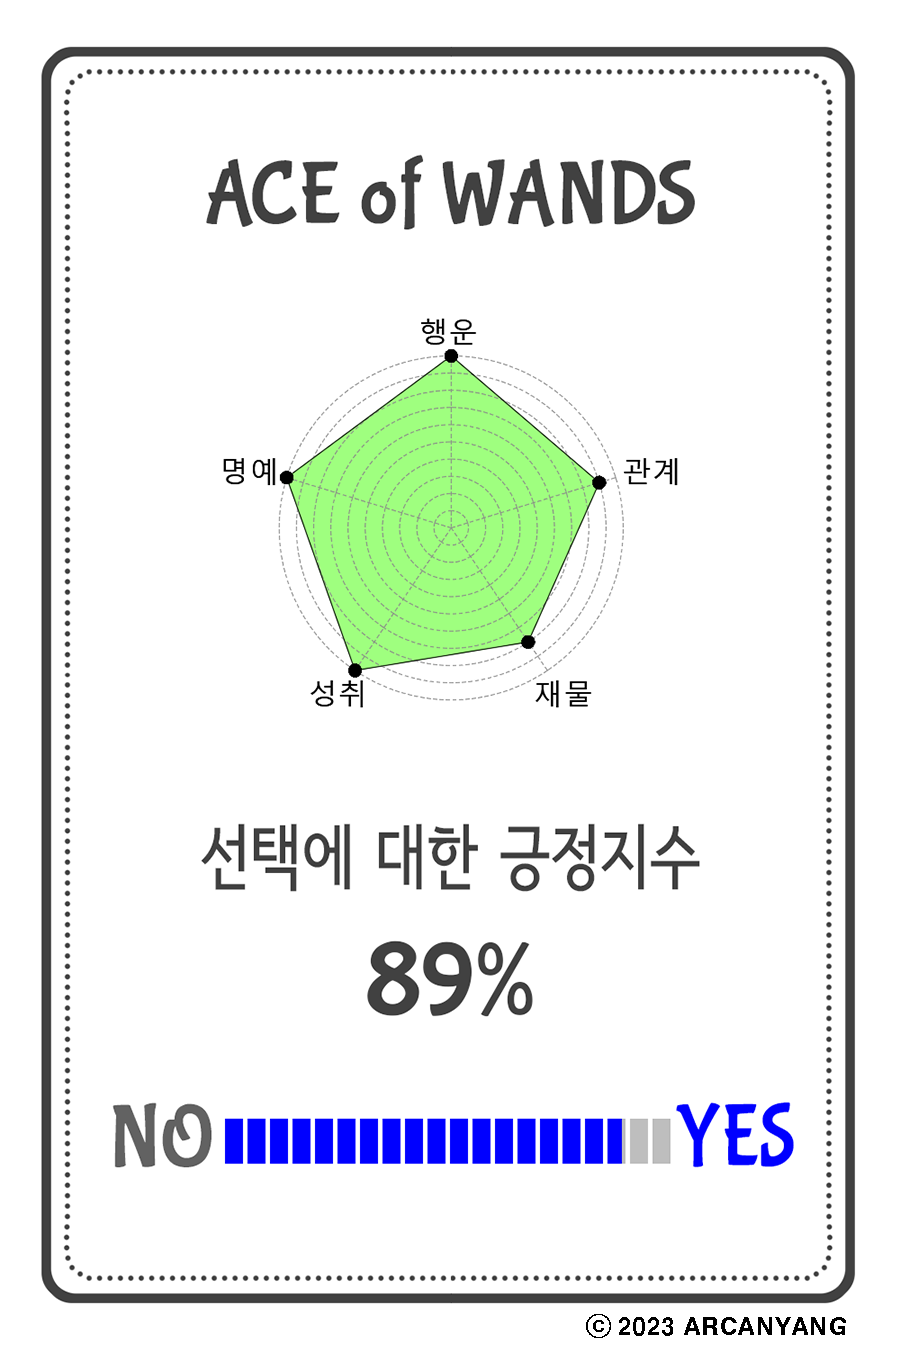 ACE of WANDS
행운
명예
관계
성취
재물
선택에 대한 긍정지수
89%
NO YES
© 2023 ARCANYANG